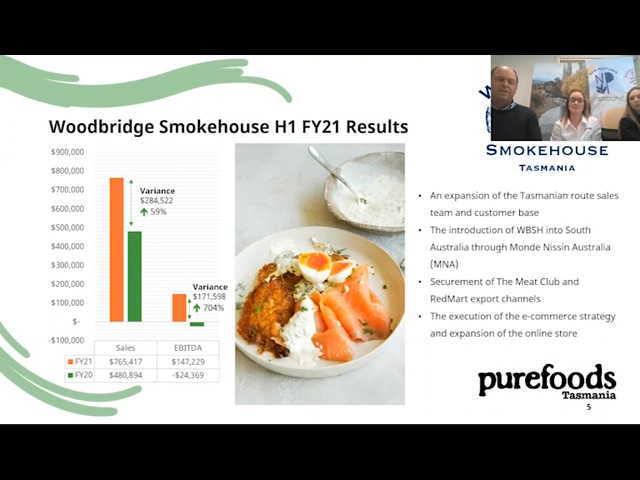 Woodbridge Smokehouse H1 FY21 Results
SMOKEHOUSE
TASMANIA
$900,000
$800,000
$700,000
$600,000
$500,000
$400,000
$300,000
$200,000
$100,000
$-
-$100,000
Variance
$284,522
59%
Variance
$171,598
704%
Sales EBITDA
FY21 $765,417 $147,229
FY20 $480,894 -$24,369
• An expansion of the Tasmanian route sales
team and customer base
• The introduction of WBSH into South
Australia through Monde Nissin Australia
(MNA)
• Securement of The Meat Club and
RedMart export channels
• The execution of the e-commerce strategy
and expansion of the online store
purefoods
Tasmania
5